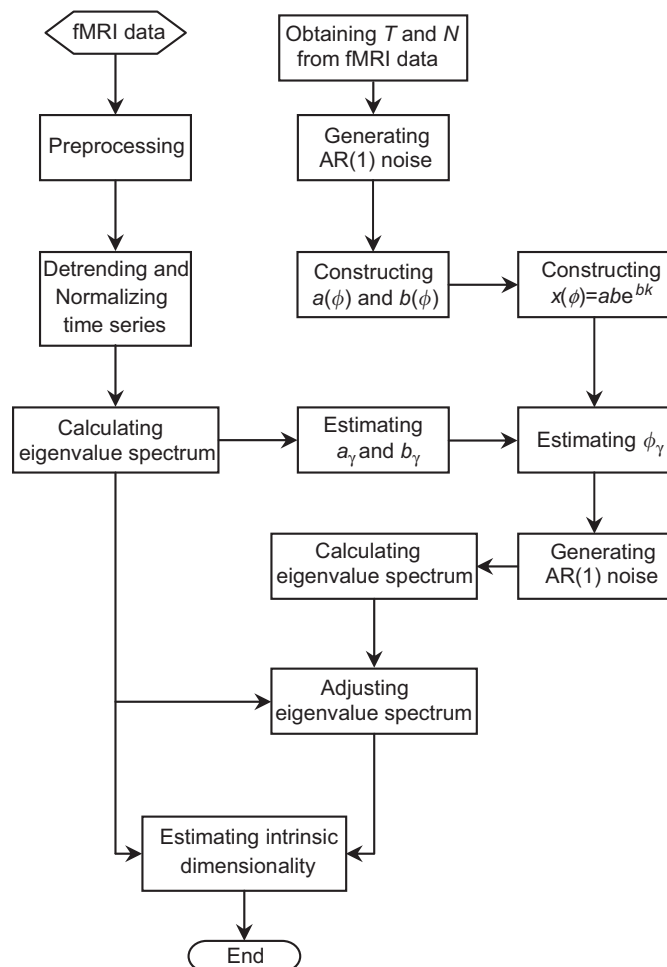 fMRI data
Obtaining T and N
from fMRI data
Preprocessing
Generating
AR(1) noise
Detrending and
Normalizing
time series
Constructing
a(ϕ) and b(ϕ)
Constructing
x(ϕ)=abe^{bk}
Calculating
eigenvalue spectrum
Estimating
a_γ and b_γ
Estimating ϕ_γ
Calculating
eigenvalue spectrum
Generating
AR(1) noise
Adjusting
eigenvalue spectrum
Estimating intrinsic
dimensionality
End